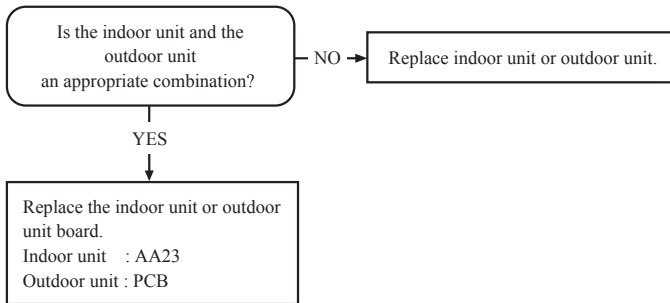 Is the indoor unit and the
outdoor unit
an appropriate combination?
NO
Replace indoor unit or outdoor unit.
YES
Replace the indoor unit or outdoor
unit board.
Indoor unit : AA23
Outdoor unit : PCB